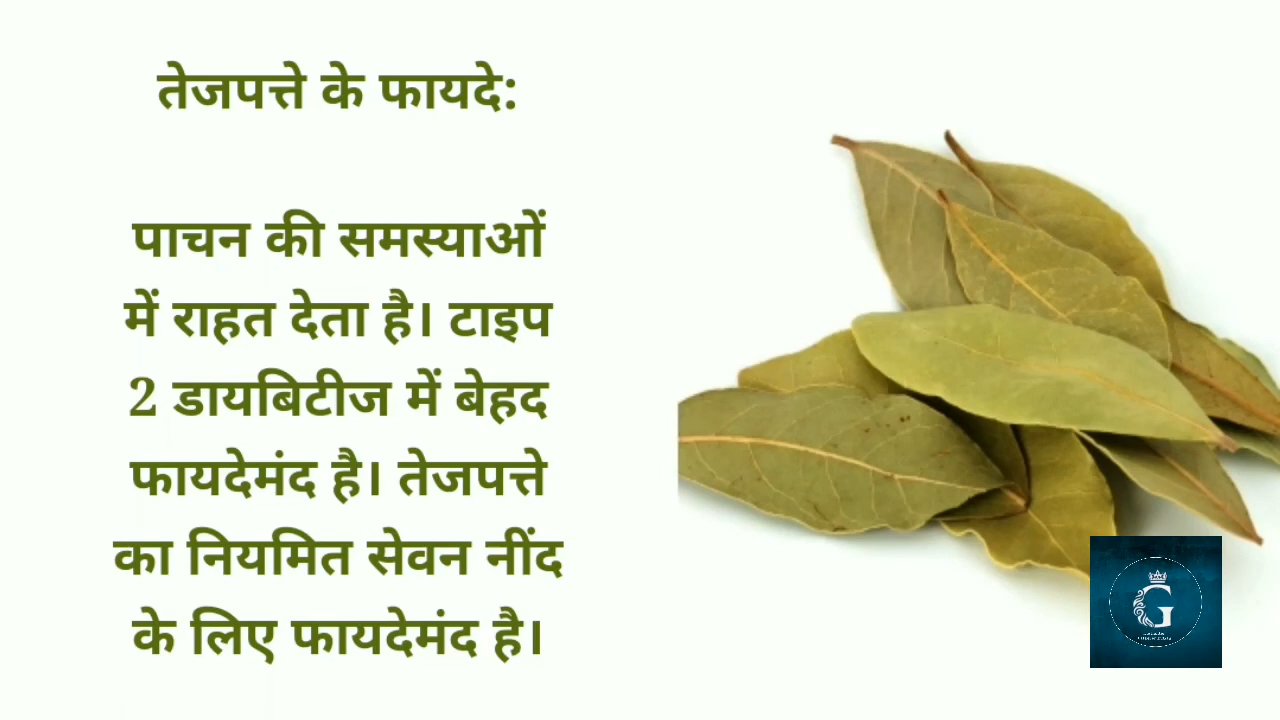 तेजपत्ते के फायदे:
पाचन की समस्याओं
में राहत देता है। टाइप
2 डायबिटीज में बेहद
फायदेमंद है। तेजपत्ते
का नियमित सेवन नींद
के लिए फायदेमंद है।
G